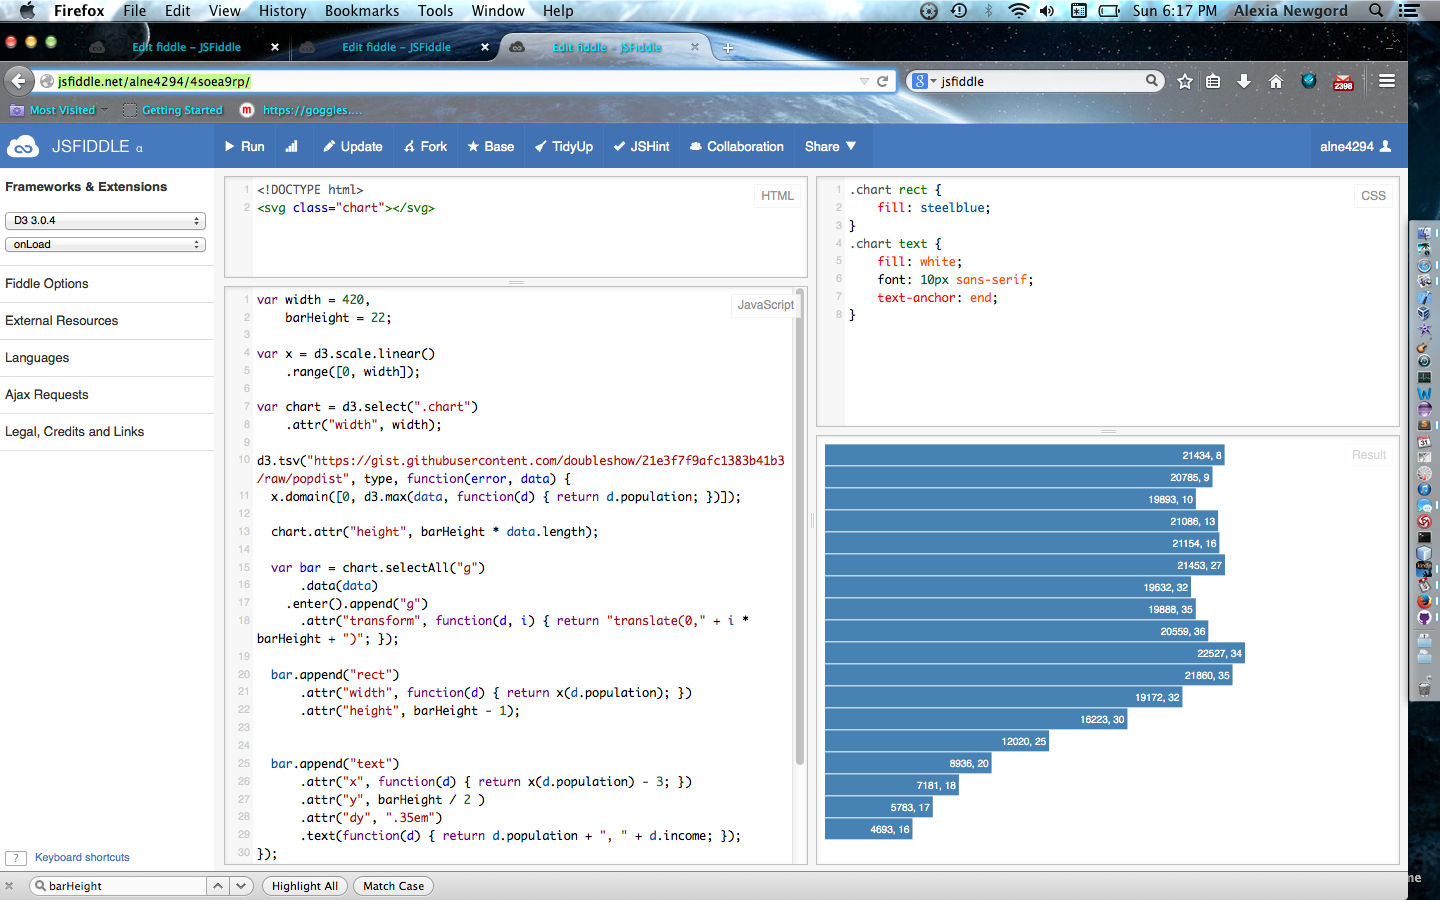 Firefox File Edit View History Bookmarks Tools Window Help Sun 6:17 PM Alexia Newgord
Edit fiddle – JSFiddle Edit fiddle – JSFiddle Edit fiddle – JSFiddle
jsfiddle.net/alne4294/4soea9rp/ jsfiddle 2398
Most Visited Getting Started https://goggles....
JSFIDDLE α Run Update Fork Base TidyUp JSHint Collaboration Share alne4294
Frameworks & Extensions
D3 3.0.4
onLoad
Fiddle Options
External Resources
Languages
Ajax Requests
Legal, Credits and Links
? Keyboard shortcuts
HTML
1 <!DOCTYPE html>
2 <svg class="chart"></svg>
JavaScript
1 var width = 420,
2 barHeight = 22;
3
4 var x = d3.scale.linear()
5 .range([0, width]);
6
7 var chart = d3.select(".chart")
8 .attr("width", width);
9
10 d3.tsv("https://gist.githubusercontent.com/doubleshow/21e3f7f9afc1383b41b3
/raw/popdist", type, function(error, data) {
11 x.domain([0, d3.max(data, function(d) { return d.population; })]);
12
13 chart.attr("height", barHeight * data.length);
14
15 var bar = chart.selectAll("g")
16 .data(data)
17 .enter().append("g")
18 .attr("transform", function(d, i) { return "translate(0," + i *
barHeight + ")"; });
19
20 bar.append("rect")
21 .attr("width", function(d) { return x(d.population); })
22 .attr("height", barHeight - 1);
23
24
25 bar.append("text")
26 .attr("x", function(d) { return x(d.population) - 3; })
27 .attr("y", barHeight / 2 )
28 .attr("dy", ".35em")
29 .text(function(d) { return d.population + ", " + d.income; });
30 });
CSS
1 .chart rect {
2 fill: steelblue;
3 }
4 .chart text {
5 fill: white;
6 font: 10px sans-serif;
7 text-anchor: end;
8 }
Result
21434, 8
20785, 9
19893, 10
21086, 13
21154, 16
21453, 27
19632, 32
19888, 35
20559, 36
22527, 34
21860, 35
19172, 32
16223, 30
12020, 25
8936, 20
7181, 18
5783, 17
4693, 16
barHeight Highlight All Match Case